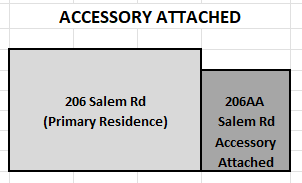 ACCESSORY ATTACHED
206 Salem Rd
(Primary Residence)
206AA
Salem Rd
Accessory
Attached